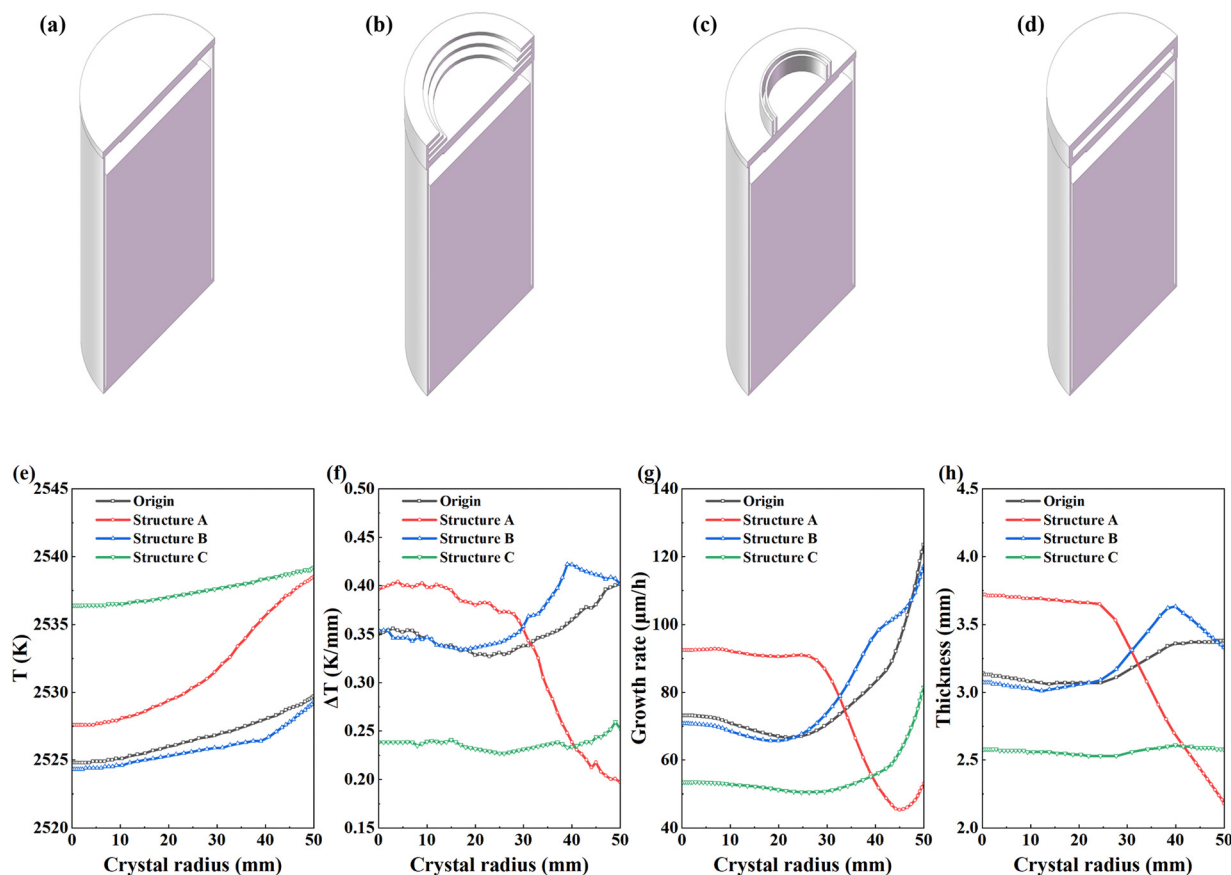 (a)
(b)
(c)
(d)
(e)
2545
2540
2535
2530
2525
2520
T (K)
0
10
20
30
40
50
Crystal radius (mm)
Origin
Structure A
Structure B
Structure C
(f)
0.50
0.45
0.40
0.35
0.30
0.25
0.20
0.15
ΔT (K/mm)
0
10
20
30
40
50
Crystal radius (mm)
Origin
Structure A
Structure B
Structure C
(g)
140
120
100
80
60
40
Growth rate (μm/h)
0
10
20
30
40
50
Crystal radius (mm)
Origin
Structure A
Structure B
Structure C
(h)
4.5
4.0
3.5
3.0
2.5
2.0
Thickness (mm)
0
10
20
30
40
50
Crystal radius (mm)
Origin
Structure A
Structure B
Structure C